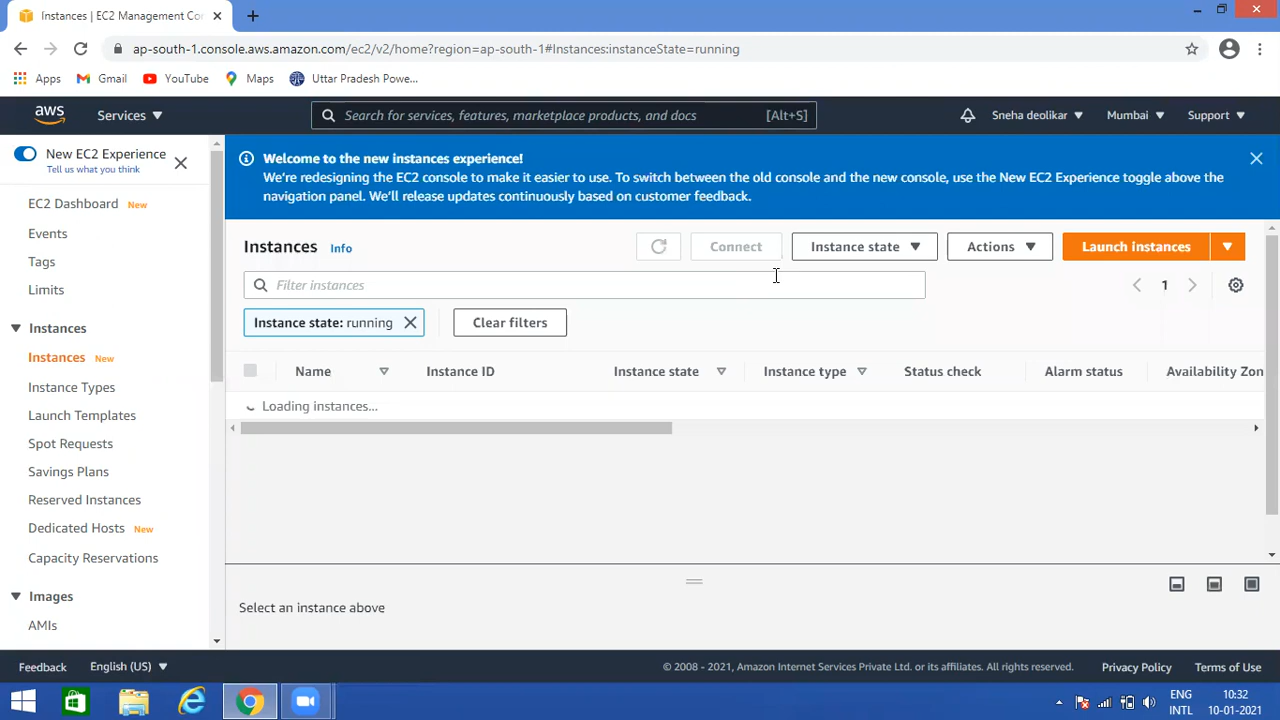 Instances | EC2 Management Con
ap-south-1.console.aws.amazon.com/ec2/v2/home?region=ap-south-1#Instances:instanceState=running
Apps Gmail YouTube Maps Uttar Pradesh Powe...
aws Services Search for services, features, marketplace products, and docs [Alt+S] Sneha deolikar Mumbai Support
New EC2 Experience
Tell us what you think
EC2 Dashboard New
Events
Tags
Limits
Instances
Instances New
Instance Types
Launch Templates
Spot Requests
Savings Plans
Reserved Instances
Dedicated Hosts New
Capacity Reservations
Images
AMIs
Welcome to the new instances experience!
We're redesigning the EC2 console to make it easier to use. To switch between the old console and the new console, use the New EC2 Experience toggle above the
navigation panel. We'll release updates continuously based on customer feedback.
Instances Info Connect Instance state Actions Launch instances
Filter instances 1
Instance state: running Clear filters
Name Instance ID Instance state Instance type Status check Alarm status Availability Zon
Loading instances...
Select an instance above
Feedback English (US) © 2008 - 2021, Amazon Internet Services Private Ltd. or its affiliates. All rights reserved. Privacy Policy Terms of Use
ENG 10:32
INTL 10-01-2021